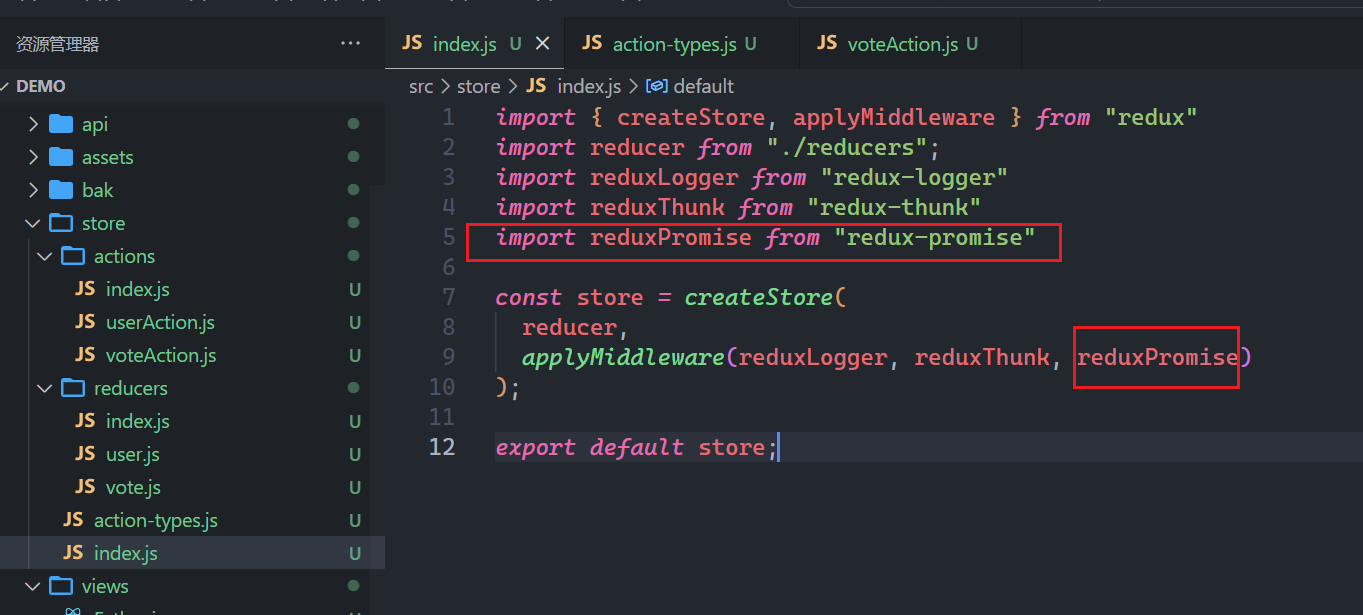 资源管理器
···
JS index.js U ×
JS action-types.js U
JS voteAction.js U
DEMO
api
assets
bak
store
actions
JS index.js U
JS userAction.js U
JS voteAction.js U
reducers
JS index.js U
JS user.js U
JS vote.js U
JS action-types.js U
JS index.js U
views
src > store > JS index.js > default
1 import { createStore, applyMiddleware } from "redux"
2 import reducer from "./reducers";
3 import reduxLogger from "redux-logger"
4 import reduxThunk from "redux-thunk"
5 import reduxPromise from "redux-promise"
6
7 const store = createStore(
8 reducer,
9 applyMiddleware(reduxLogger, reduxThunk, reduxPromise)
10 );
11
12 export default store;